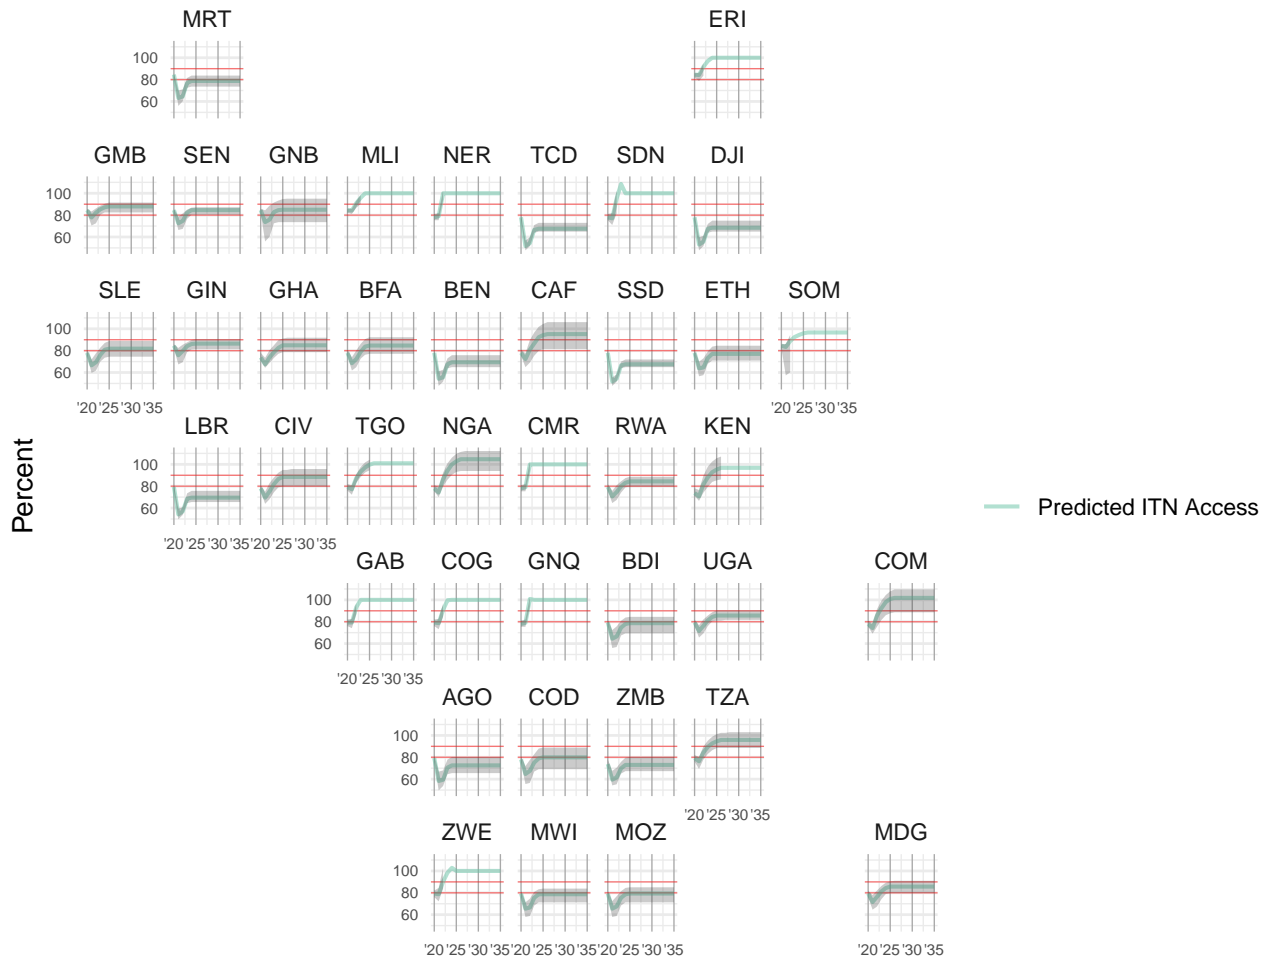 MRT ERI
100
80
60
GMB SEN GNB MLI NER TCD SDN DJI
100
80
60
SLE GIN GHA BFA BEN CAF SSD ETH SOM
100
80
60
'20 '25 '30 '35 '20 '25 '30 '35
LBR CIV TGO NGA CMR RWA KEN
100
80
60
Percent
Predicted ITN Access
'20 '25 '30 '35 '20 '25 '30 '35
GAB COG GNQ BDI UGA COM
100
80
60
'20 '25 '30 '35
AGO COD ZMB TZA
100
80
60
'20 '25 '30 '35
ZWE MWI MOZ MDG
100
80
60
'20 '25 '30 '35 '20 '25 '30 '35 '20 '25 '30 '35 '20 '25 '30 '35